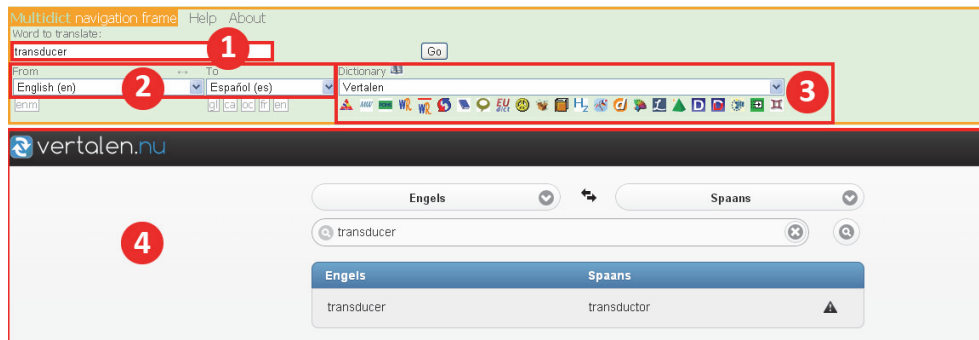 Multidict navigation frame Help About
Word to translate:
1
transducer Go
From ↔ To Dictionary
English (en) 2 Español (es) Vertalen 3
enm gl ca oc fr en
vertalen.nu
Engels Spaans
4 transducer
Engels Spaans
transducer transductor